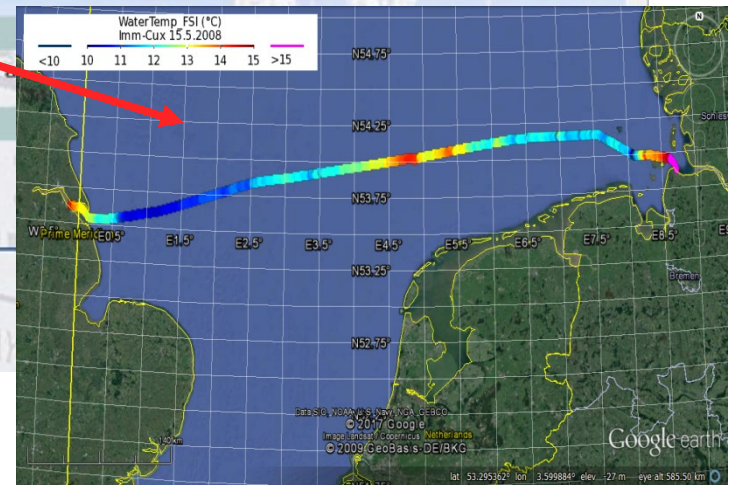 WaterTemp FSI (°C)
Imm-Cux 15.5.2008
<10 10 11 12 13 14 15 >15
N54.75°
N54.25°
Schles
N53.75°
Prime Meric
E0.5° E1.5° E2.5° E3.5° E4.5° E5.5° E6.5° E7.5° E8.5°
N53.25°
Bremen
N52.75°
Data SIO, NOAA, U.S. Navy, NGA, GEBCO
© 2017 Google
Image Landsat / Copernicus Netherlands
© 2009 GeoBasis-DE/BKG
140 km
Google earth
lat 53.295362° lon 3.599884° elev -27 m eye alt 585.50 km